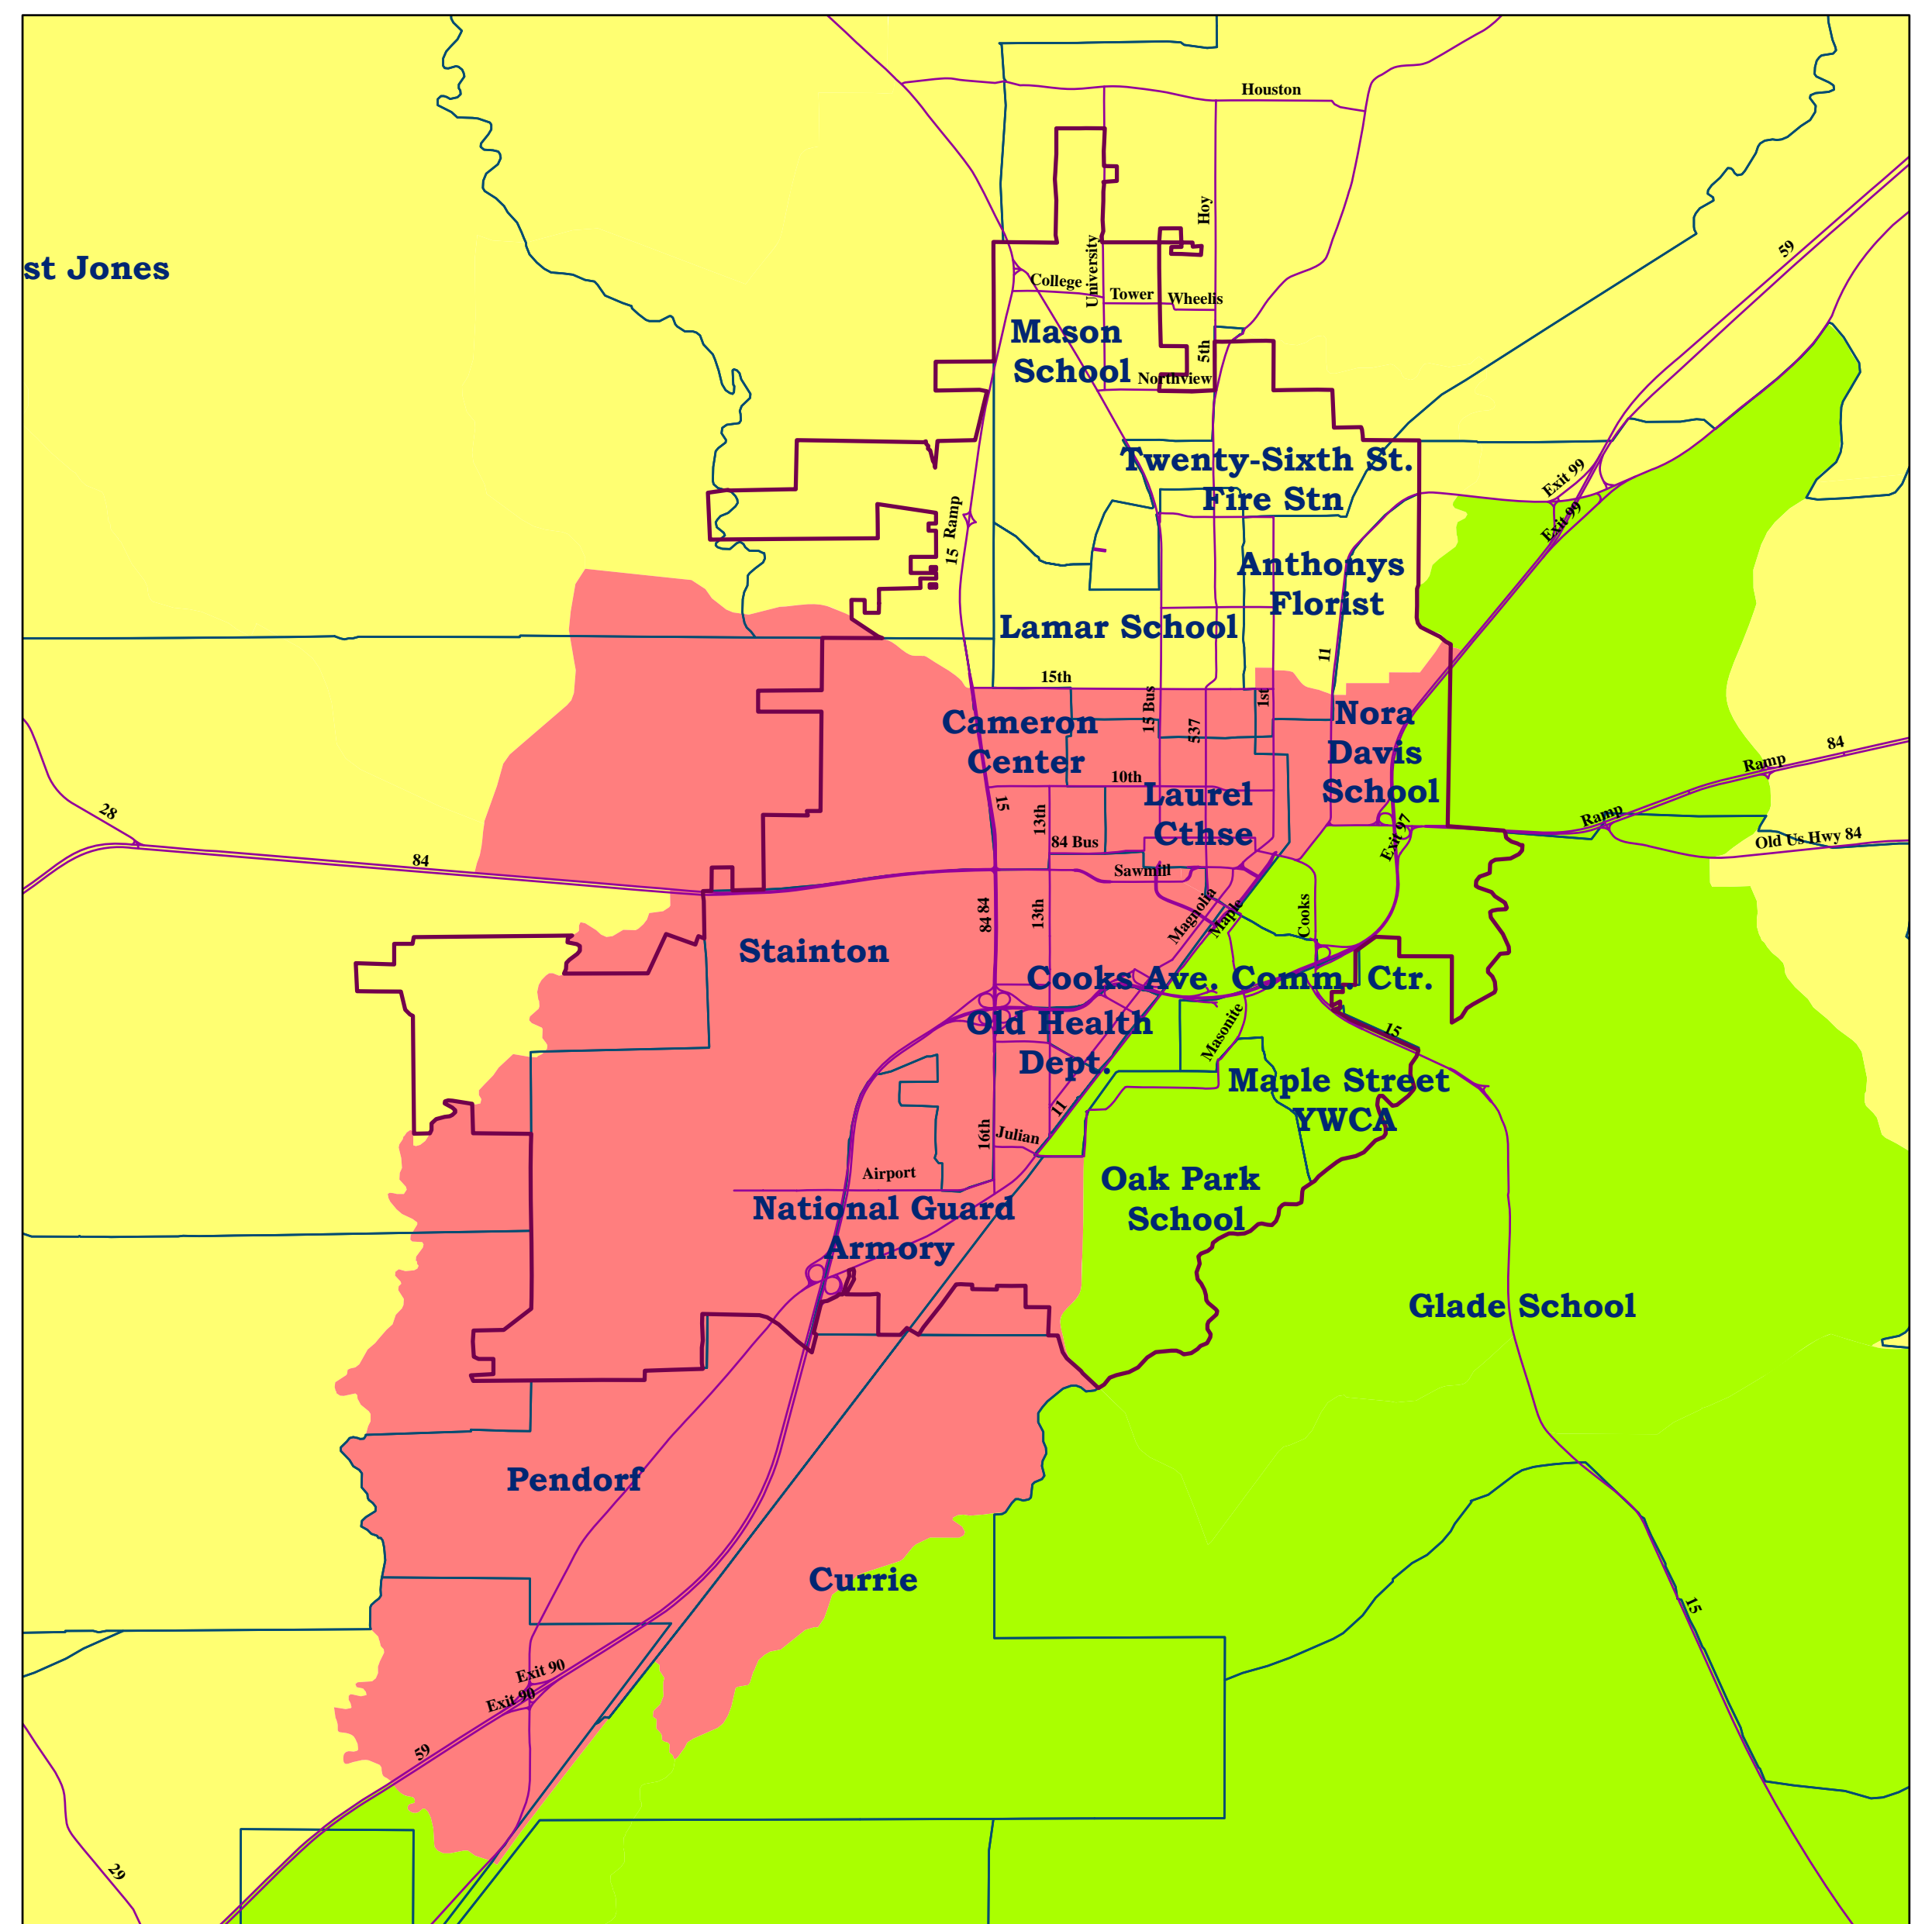 Houston
Hoy
59
st Jones
University
College
Tower
Wheelis
Mason
School
5th
Northview
Twenty-Sixth St.
Fire Stn
Exit 99
Exit 99
15 Ramp
Anthonys
Florist
Lamar School
11
15th
1st
15 Bus
537
Cameron
Center
Nora
Davis
School
84
Ramp
10th
Laurel
Cthse
15
13th
28
Ramp
84 Bus
Exit 97
Old Us Hwy 84
84
Sawmill
Magnolia
Maple
Cooks
84 84
13th
Stainton
Cooks Ave. Comm. Ctr.
Old Health
Dept.
Masonite
15
Maple Street
YWCA
11
16th
Julian
Airport
Oak Park
School
National Guard
Armory
Glade School
Pendorf
Currie
15
Exit 90
Exit 90
59
29